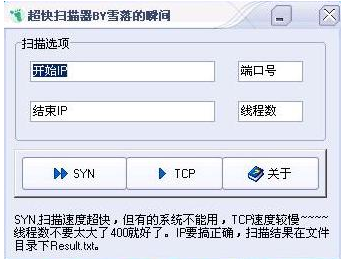 超快扫描器BY雪落的瞬间
扫描选项
开始IP 端口号
结束IP 线程数
SYN TCP 关于
SYN扫描速度超快，但有的系统不能用，TCP速度较慢~~~~
线程数不要太大了400就好了。IP要搞正确，扫描结果在文件
目录下Result.txt。